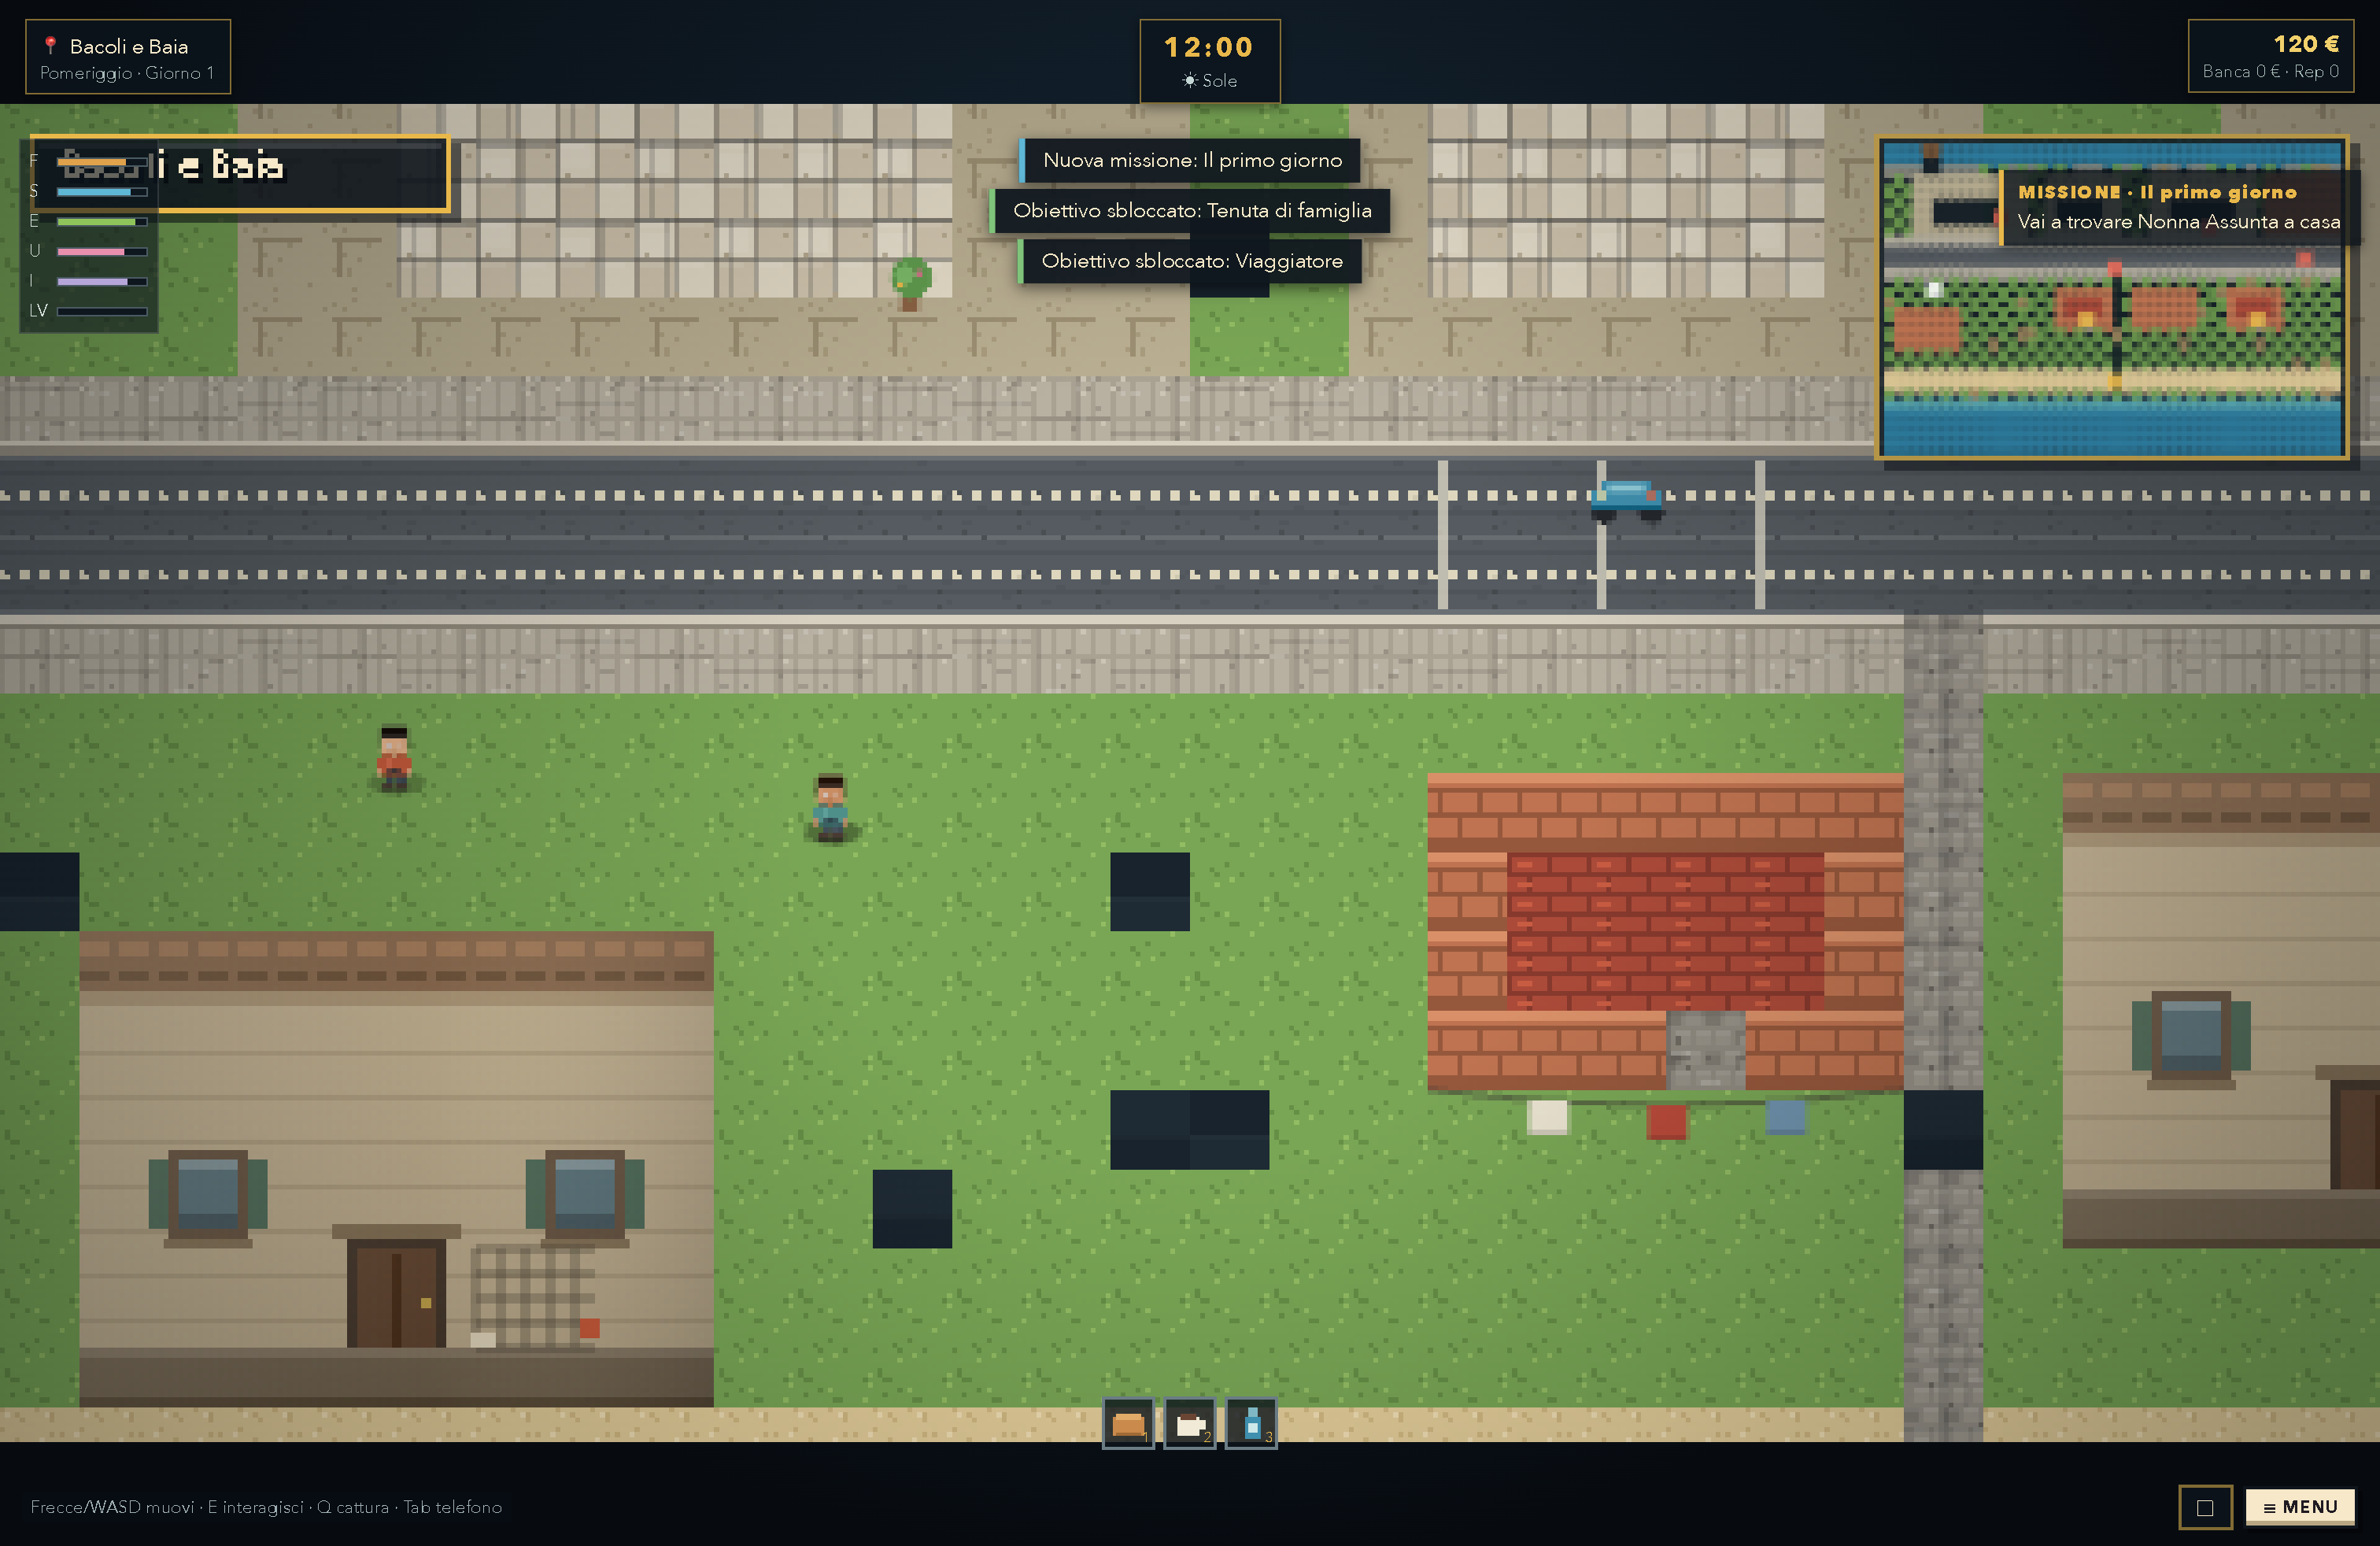 Bacoli e Baia
Pomeriggio · Giorno 1
12:00
Sole
120 €
Banca 0 € · Rep 0
Bacoli e Baia
F
S
E
U
I
LV
Nuova missione: Il primo giorno
Obiettivo sbloccato: Tenuta di famiglia
Obiettivo sbloccato: Viaggiatore
MISSIONE · Il primo giorno
Vai a trovare Nonna Assunta a casa
1
2
3
Frecce/WASD muovi · E interagisci · Q cattura · Tab telefono
≡ MENU